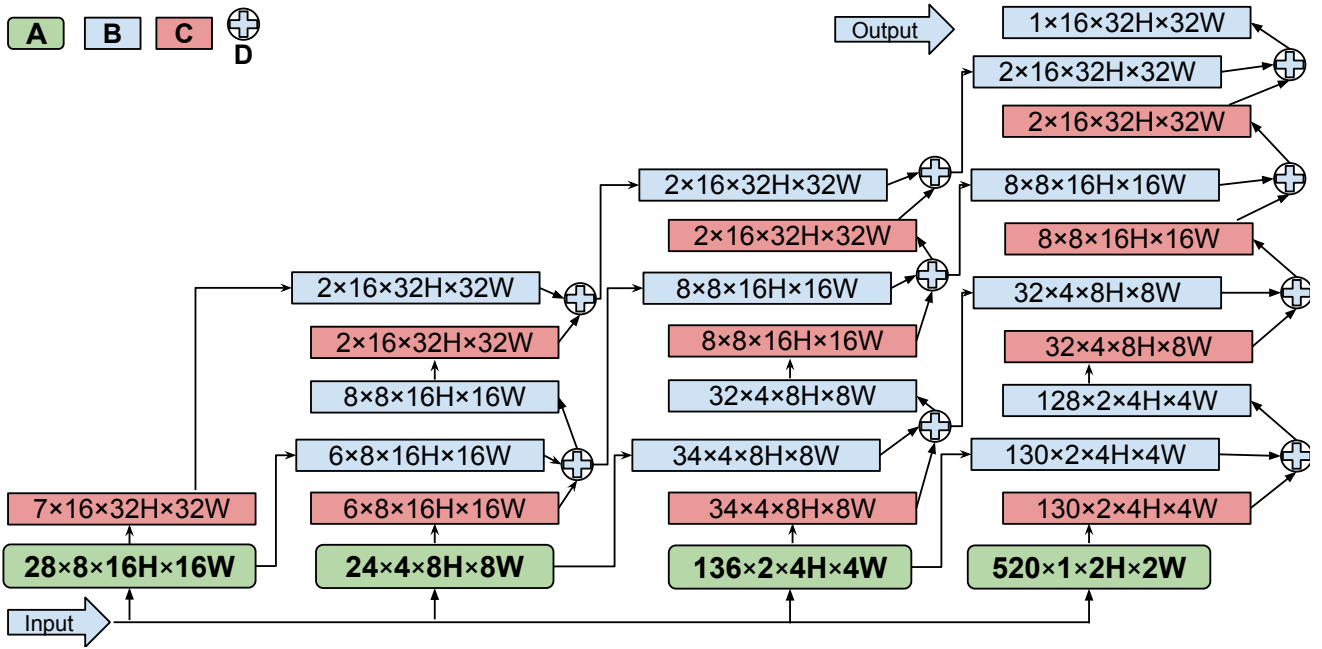 A B C
D
Output
1×16×32H×32W
2×16×32H×32W
2×16×32H×32W
2×16×32H×32W
8×8×16H×16W
2×16×32H×32W
8×8×16H×16W
2×16×32H×32W
8×8×16H×16W
32×4×8H×8W
2×16×32H×32W
8×8×16H×16W
32×4×8H×8W
8×8×16H×16W
32×4×8H×8W
128×2×4H×4W
6×8×16H×16W
34×4×8H×8W
130×2×4H×4W
7×16×32H×32W
6×8×16H×16W
34×4×8H×8W
130×2×4H×4W
28×8×16H×16W
24×4×8H×8W
136×2×4H×4W
520×1×2H×2W
Input